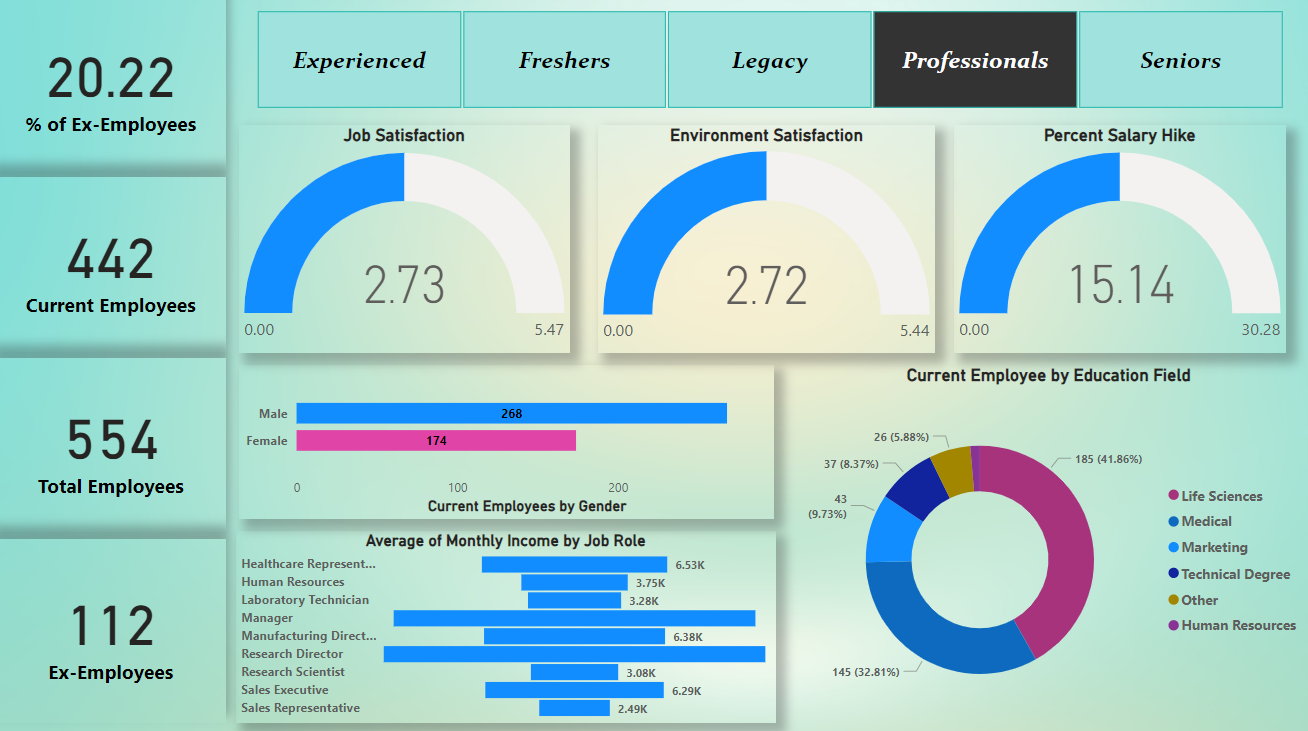 20.22
% of Ex-Employees
442
Current Employees
554
Total Employees
112
Ex-Employees
Experienced
Freshers
Legacy
Professionals
Seniors
Job Satisfaction
2.73
0.00
5.47
Environment Satisfaction
2.72
0.00
5.44
Percent Salary Hike
15.14
0.00
30.28
Male
268
Female
174
0
100
200
Current Employees by Gender
Average of Monthly Income by Job Role
Healthcare Represent...
6.53K
Human Resources
3.75K
Laboratory Technician
3.28K
Manager
Manufacturing Direct...
6.38K
Research Director
Research Scientist
3.08K
Sales Executive
6.29K
Sales Representative
2.49K
Current Employee by Education Field
26 (5.88%)
37 (8.37%)
43
(9.73%)
145 (32.81%)
185 (41.86%)
Life Sciences
Medical
Marketing
Technical Degree
Other
Human Resources